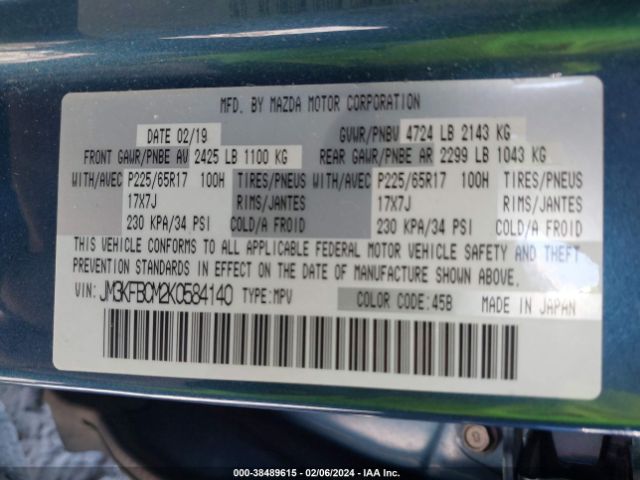 MFD. BY MAZDA MOTOR CORPORATION
DATE 02/19 GVWR/PNBV 4724 LB 2143 KG
FRONT GAWR/PNBE AV 2425 LB 1100 KG REAR GAWR/PNBE AR 2299 LB 1043 KG
WITH/AVEC P225/65R17 100H TIRES/PNEUS WITH/AVEC P225/65R17 100H TIRES/PNEUS
17X7J RIMS/JANTES 17X7J RIMS/JANTES
230 KPA/34 PSI COLD/A FROID 230 KPA/34 PSI COLD/A FROID
THIS VEHICLE CONFORMS TO ALL APPLICABLE FEDERAL MOTOR VEHICLE SAFETY AND THEFT
PREVENTION STANDARDS IN EFFECT ON THE DATE OF MANUFACTURE SHOWN ABOVE.
VIN: JM3KFBCM2K0584140 TYPE:MPV COLOR CODE:45B MADE IN JAPAN
000-38489615 - 02/06/2024 - IAA Inc.